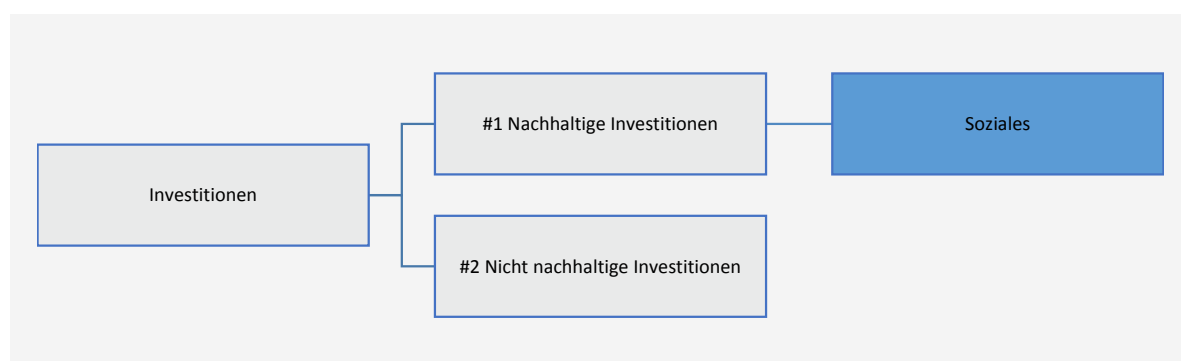 #1 Nachhaltige Investitionen
Soziales
Investitionen
#2 Nicht nachhaltige Investitionen